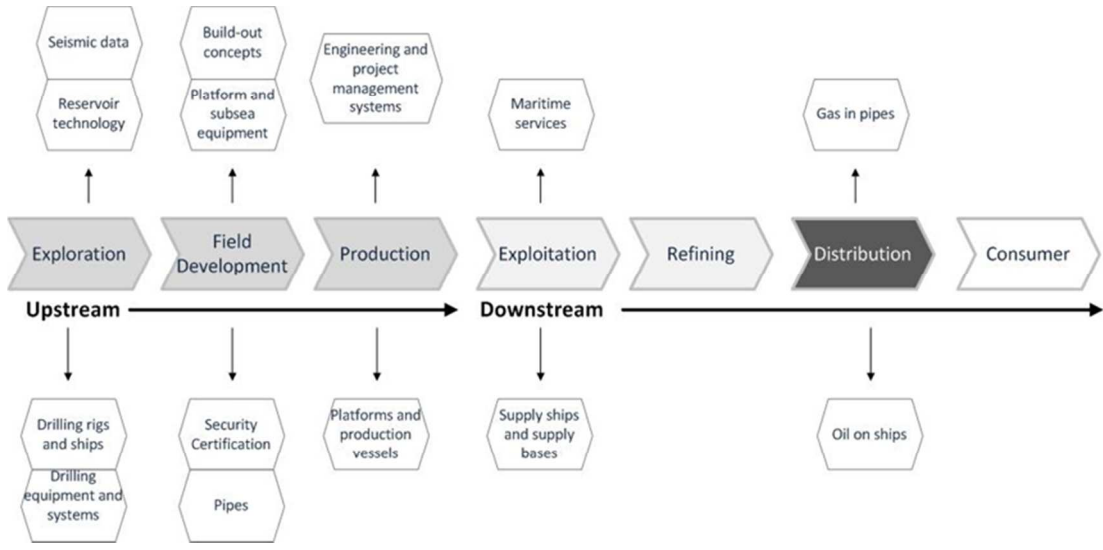 Seismic data
Reservoir
technology
Build-out
concepts
Platform and
subsea
equipment
Engineering and
project
management
systems
Maritime
services
Gas in pipes
Exploration
Field
Development
Production
Exploitation
Refining
Distribution
Consumer
Upstream
Downstream
Drilling rigs
and ships
Drilling
equipment and
systems
Security
Certification
Pipes
Platforms and
production
vessels
Supply ships
and supply
bases
Oil on ships